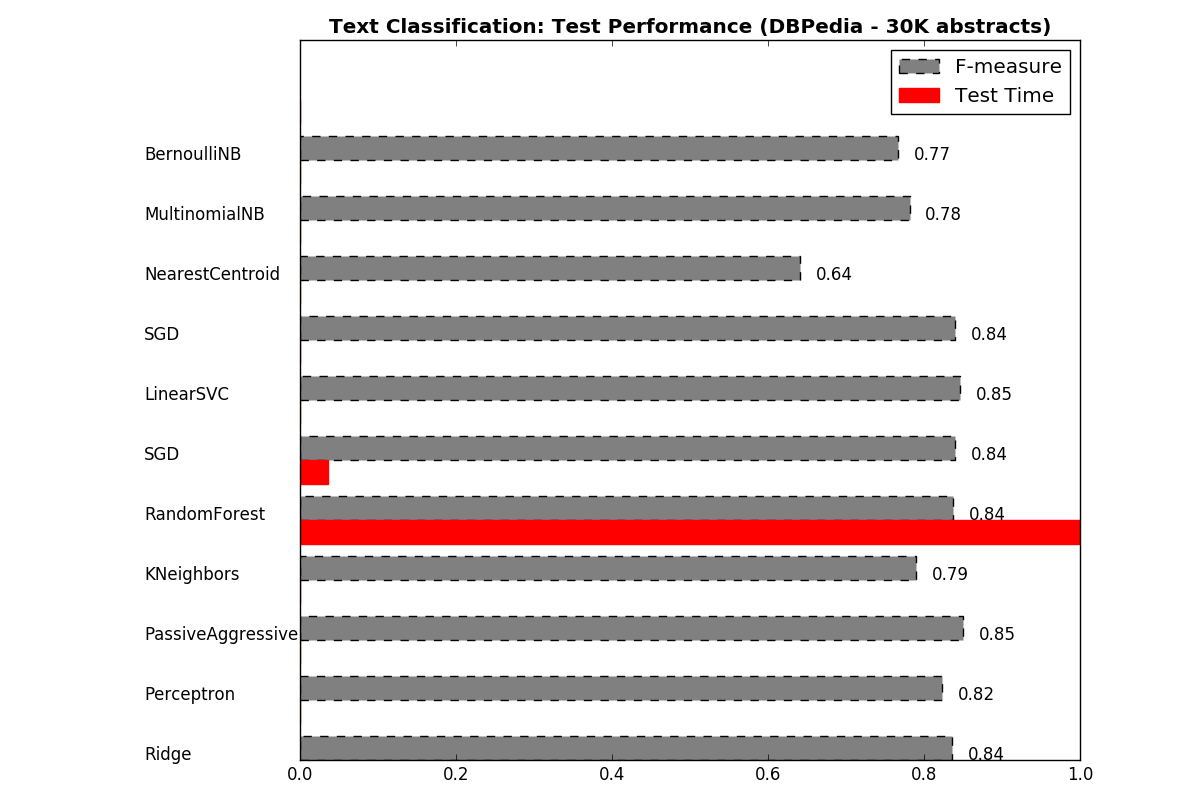 Text Classification: Test Performance (DBPedia - 30K abstracts)
F-measure
Test Time
BernoulliNB 0.77
MultinomialNB 0.78
NearestCentroid 0.64
SGD 0.84
LinearSVC 0.85
SGD 0.84
RandomForest 0.84
KNeighbors 0.79
PassiveAggressive 0.85
Perceptron 0.82
Ridge 0.84
0.0 0.2 0.4 0.6 0.8 1.0